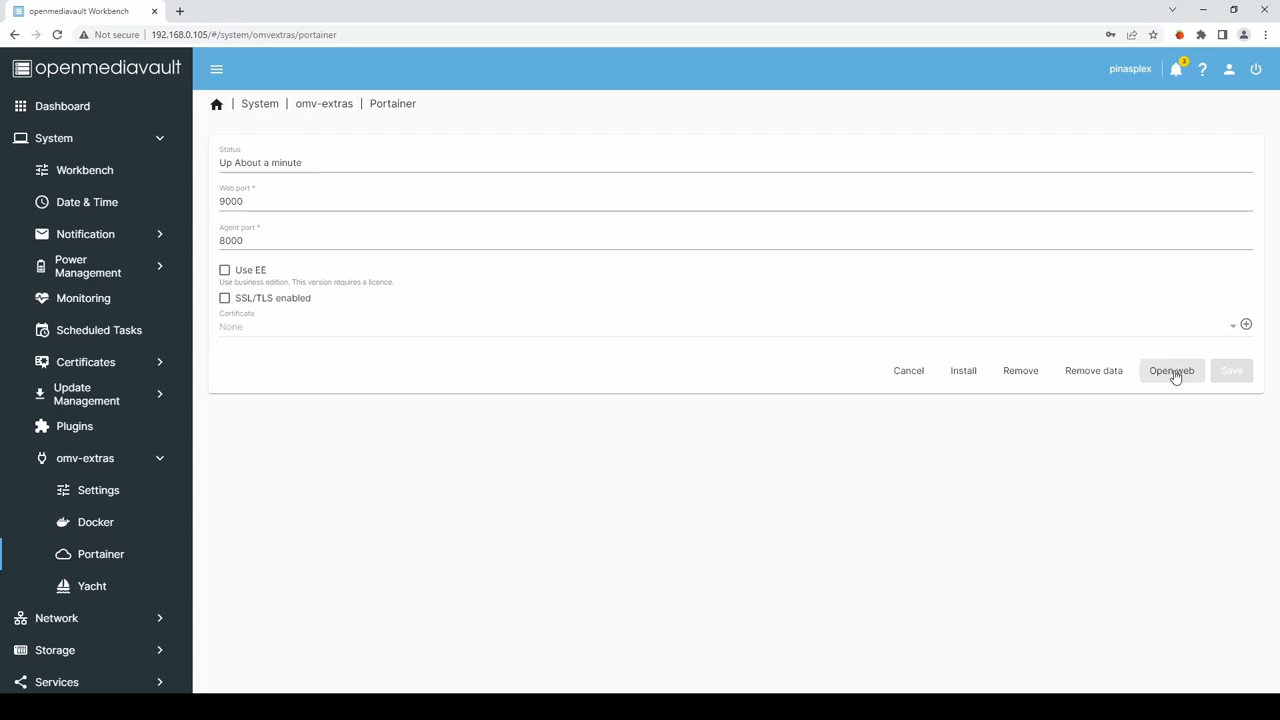 openmediavault Workbench
Not secure
192.168.0.105/#/system/omvextras/portainer
openmediavault
pinasplex
3
Dashboard
System
Workbench
Date & Time
Notification
Power
Management
Monitoring
Scheduled Tasks
Certificates
Update
Management
Plugins
omv-extras
Settings
Docker
Portainer
Yacht
Network
Storage
Services
| System | omv-extras | Portainer
Status
Up About a minute
Web port *
9000
Agent port *
8000
Use EE
Use business edition. This version requires a licence.
SSL/TLS enabled
Certificate
None
Cancel
Install
Remove
Remove data
Open web
Save